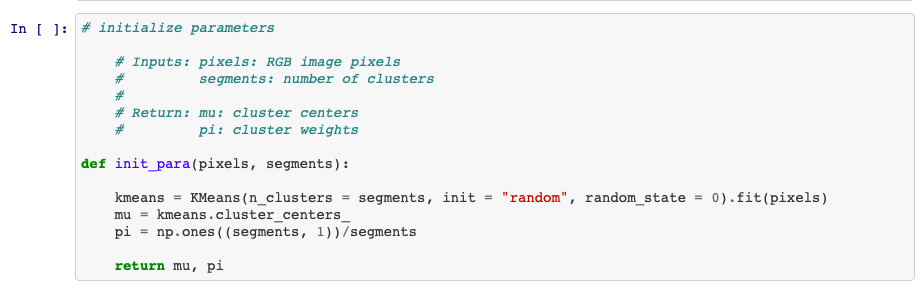 In [ ]: # initialize parameters
# Inputs: pixels: RGB image pixels
#         segments: number of clusters
#
# Return: mu: cluster centers
#         pi: cluster weights
def init_para(pixels, segments):
kmeans = KMeans(n_clusters = segments, init = "random", random_state = 0).fit(pixels)
mu = kmeans.cluster_centers_
pi = np.ones((segments, 1))/segments
return mu, pi